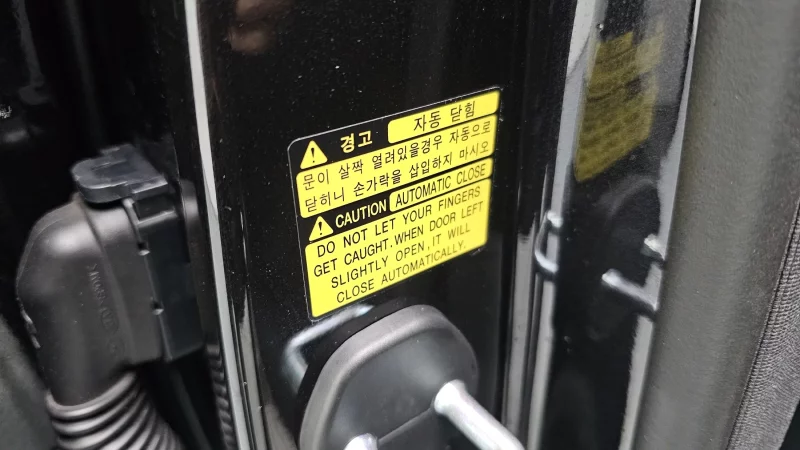 경고 자동 닫힘
문이 살짝 열려있을경우 자동으로
닫히니 손가락을 삽입하지 마시오
CAUTION AUTOMATIC CLOSE
DO NOT LET YOUR FINGERS
GET CAUGHT. WHEN DOOR LEFT
SLIGHTLY OPEN, IT WILL
CLOSE AUTOMATICALLY.